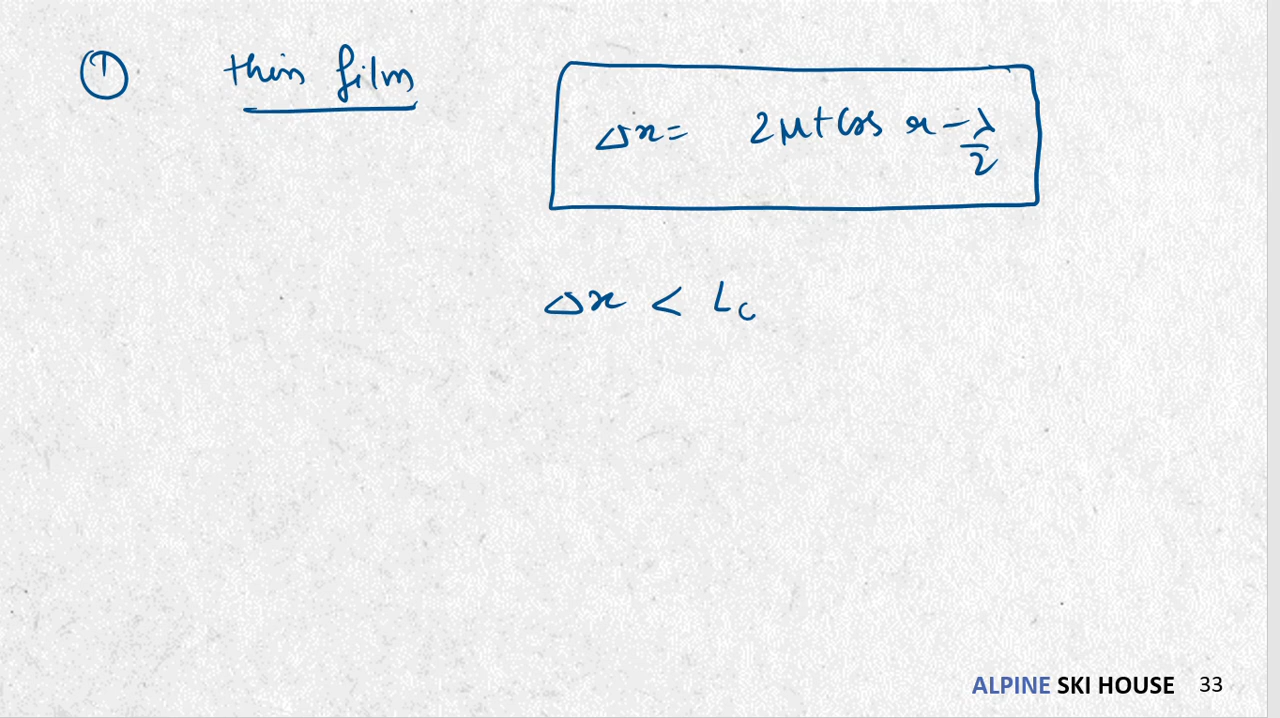 ① thin film
Δx = 2μt cos r - λ/2
Δx < Lc
ALPINE SKI HOUSE 33